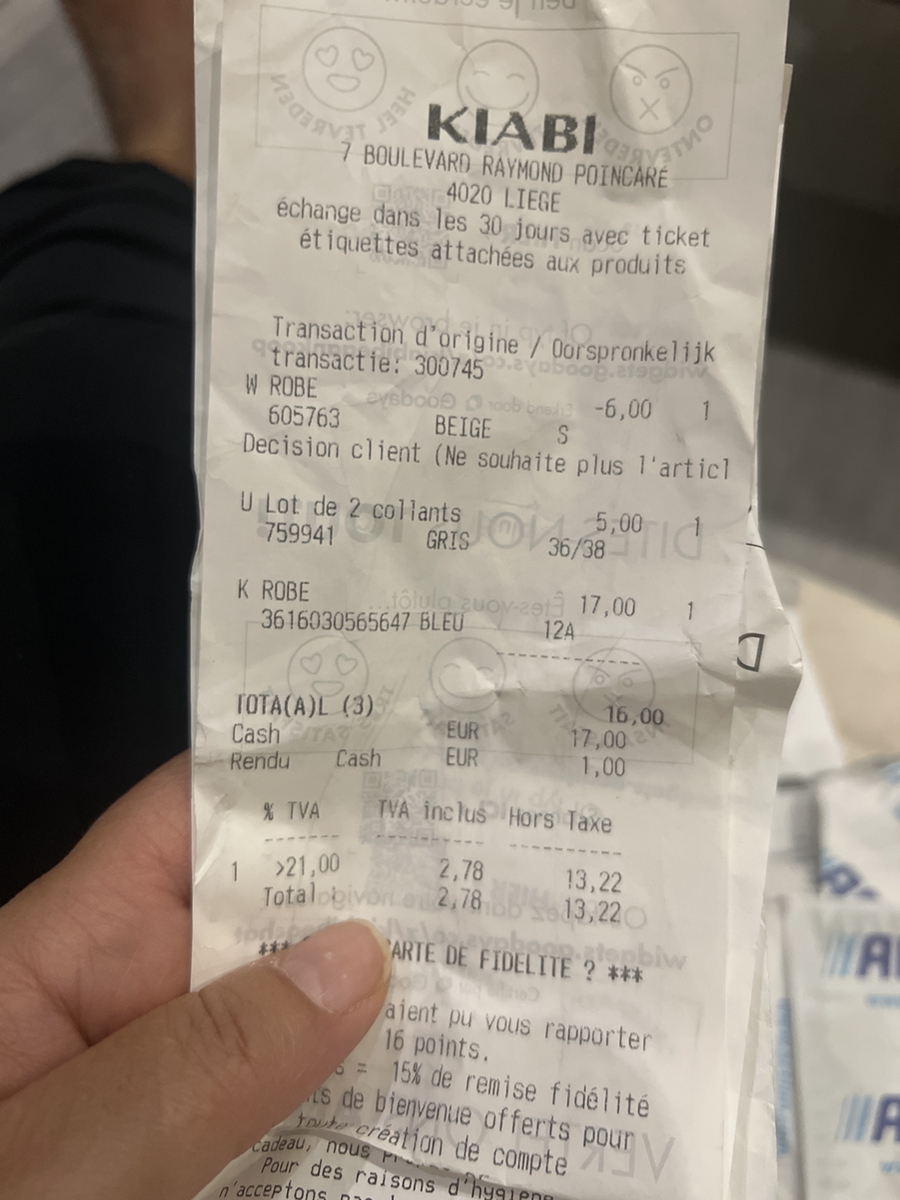 KIABI
7 BOULEVARD RAYMOND POINCARÉ
4020 LIEGE
échange dans les 30 jours avec ticket
étiquettes attachées aux produits
Transaction d'origine / Oorspronkelijk
transactie: 300745
W ROBE -6,00 1
605763 BEIGE S
Decision client (Ne souhaite plus l'articl
U Lot de 2 collants 5,00 1
759941 GRIS 36/38
K ROBE 17,00 1
3616030565647 BLEU 12A
TOTA(A)L (3) 16,00
Cash EUR 17,00
Rendu Cash EUR 1,00
% TVA TVA inclus Hors Taxe
1 >21,00 2,78 13,22
Total : 2,78 13,22
*** ARTE DE FIDELITE ? ***
aient pu vous rapporter
16 points.
s = 15% de remise fidélité
ts de bienvenue offerts pour
toute création de compte
cadeau, nous
Pour des raisons d'hygiène
n'acceptons pas